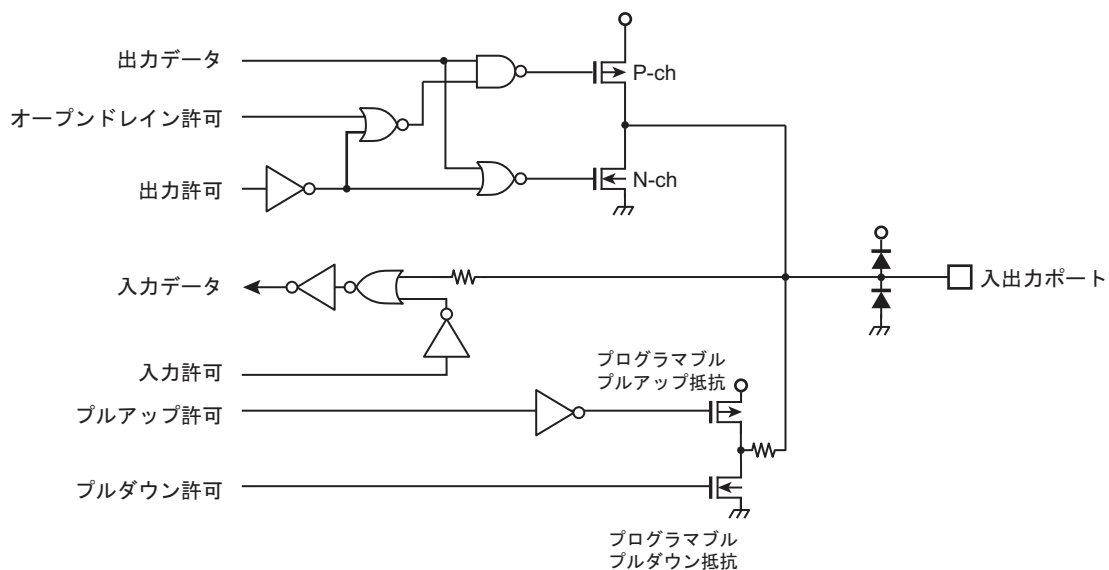 出力データ
P-ch
オープンドレイン許可
出力許可
N-ch
入力データ
入出力ポート
入力許可
プログラマブル
プルアップ抵抗
プルアップ許可
プルダウン許可
プログラマブル
プルダウン抵抗